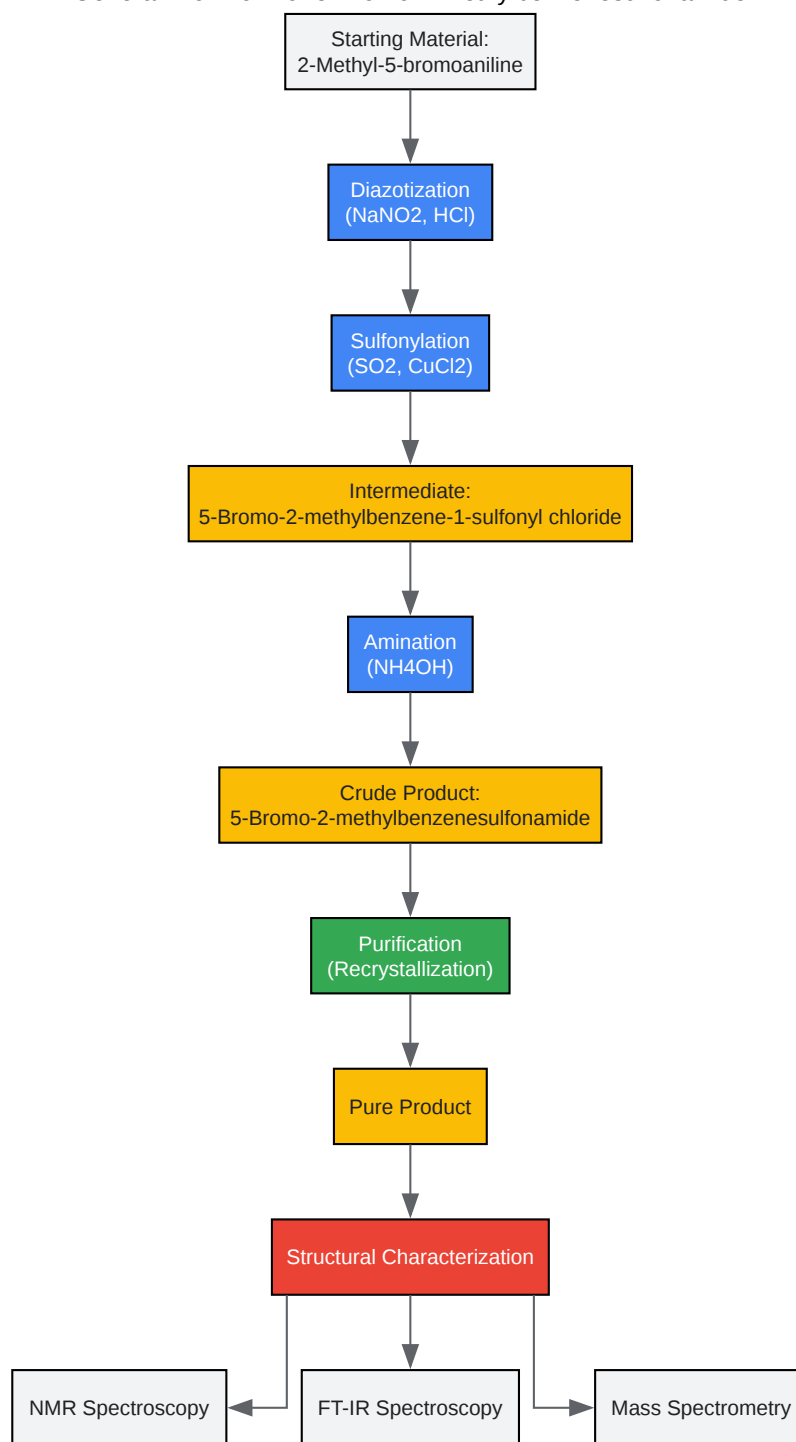 Starting Material:
2-Methyl-5-bromoaniline
Diazotization
(NaNO2, HCl)
Sulfonylation
(SO2, CuCl2)
Intermediate:
5-Bromo-2-methylbenzene-1-sulfonyl chloride
Amination
(NH4OH)
Crude Product:
5-Bromo-2-methylbenzenesulfonamide
Purification
(Recrystallization)
Pure Product
Structural Characterization
NMR Spectroscopy
FT-IR Spectroscopy
Mass Spectrometry